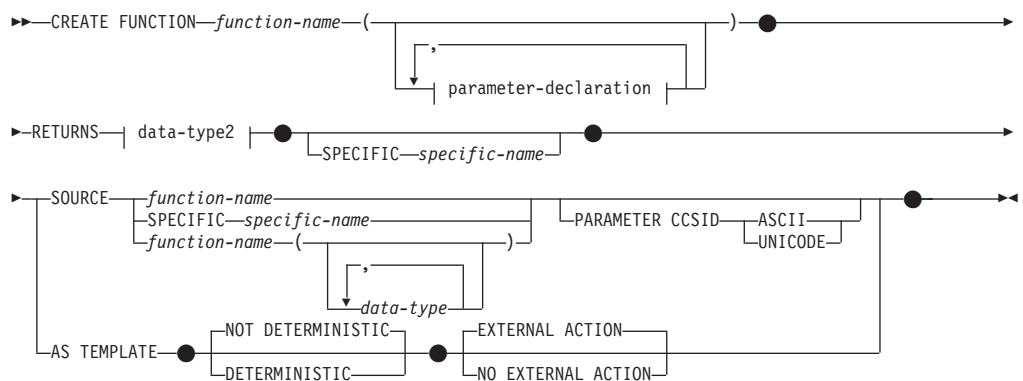 CREATE FUNCTION function-name ( )
,
parameter-declaration
RETURNS data-type2
SPECIFIC specific-name
SOURCE function-name
SPECIFIC specific-name PARAMETER CCSID ASCII
function-name ( ) UNICODE
,
data-type
NOT DETERMINISTIC EXTERNAL ACTION
AS TEMPLATE
DETERMINISTIC NO EXTERNAL ACTION